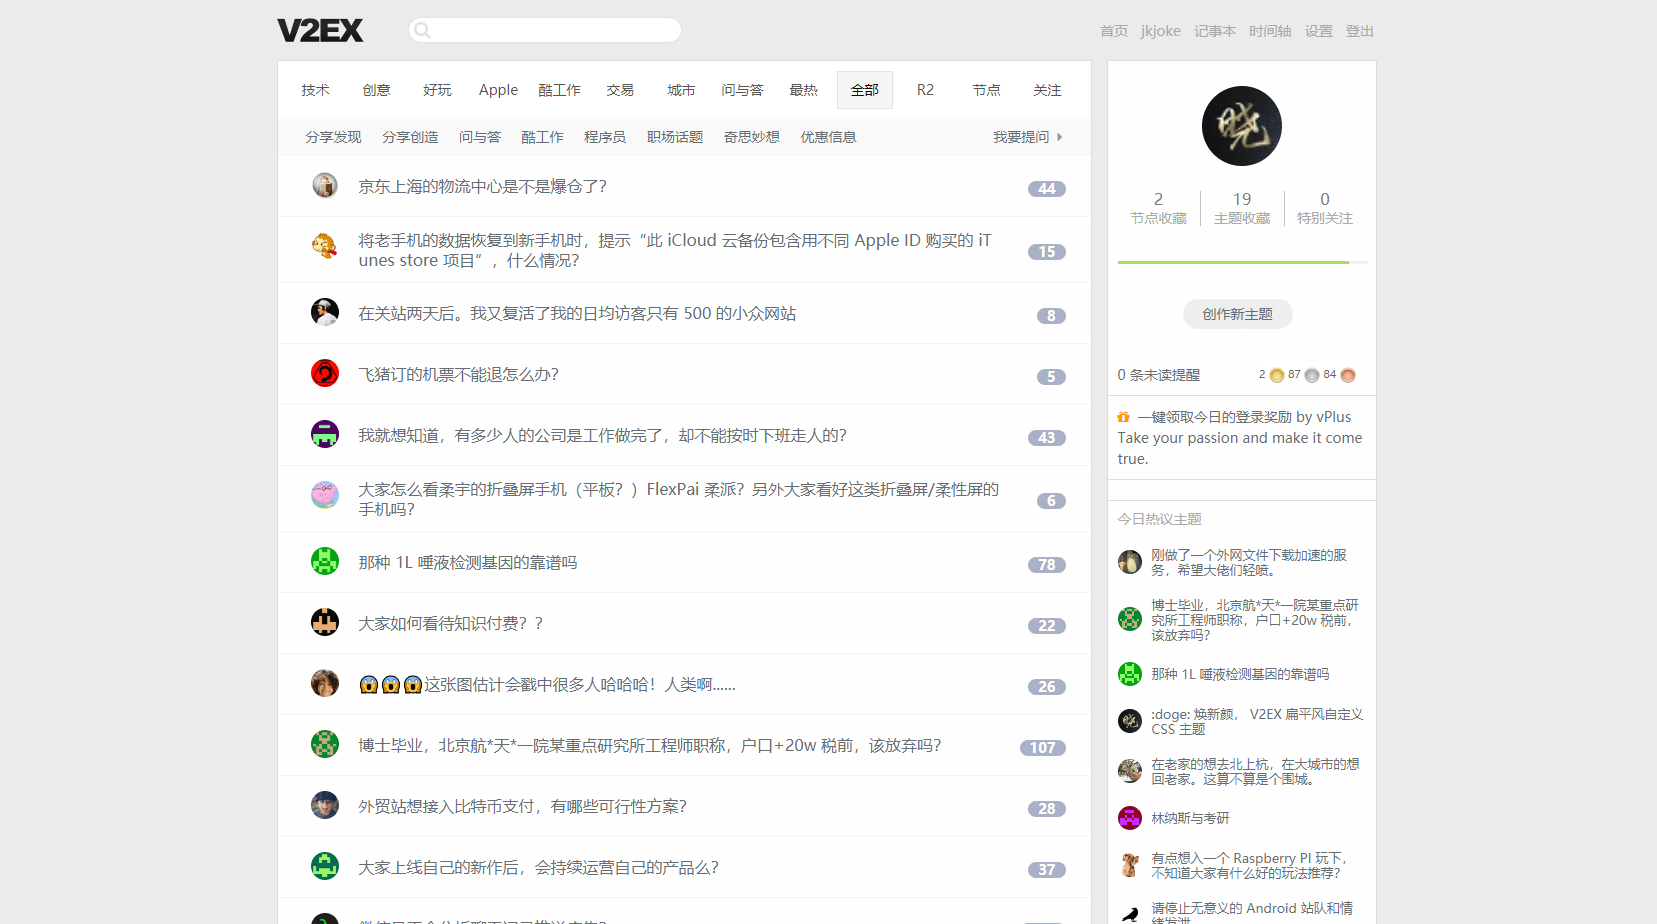 V2EX
首页 jkjoke 记事本 时间轴 设置 登出
技术 创意 好玩 Apple 酷工作 交易 城市 问与答 最热 全部 R2 节点 关注
分享发现 分享创造 问与答 酷工作 程序员 职场话题 奇思妙想 优惠信息 我要提问
京东上海的物流中心是不是爆仓了？ 44
将老手机的数据恢复到新手机时，提示“此 iCloud 云备份包含用不同 Apple ID 购买的 iT
unes store 项目”，什么情况？ 15
在关站两天后。我又复活了我的日均访客只有 500 的小众网站 8
飞猪订的机票不能退怎么办？ 5
我就想知道，有多少人的公司是工作做完了，却不能按时下班走人的？ 43
大家怎么看柔宇的折叠屏手机（平板？）FlexPai 柔派？另外大家看好这类折叠屏/柔性屏的
手机吗？ 6
那种 1L 唾液检测基因的靠谱吗 78
大家如何看待知识付费？？ 22
😱😱😱这张图估计会戳中很多人哈哈哈！人类啊...... 26
博士毕业，北京航*天*一院某重点研究所工程师职称，户口+20w 税前，该放弃吗？ 107
外贸站想接入比特币支付，有哪些可行性方案？ 28
大家上线自己的新作后，会持续运营自己的产品么？ 37
晓
2 19 0
节点收藏 主题收藏 特别关注
创作新主题
0 条未读提醒 2 87 84
一键领取今日的登录奖励 by vPlus
Take your passion and make it come
true.
今日热议主题
刚做了一个外网文件下载加速的服
务，希望大佬们轻喷。
博士毕业，北京航*天*一院某重点研
究所工程师职称，户口+20w 税前，
该放弃吗？
那种 1L 唾液检测基因的靠谱吗
:doge: 焕新颜， V2EX 扁平风自定义
CSS 主题
在老家的想去北上杭，在大城市的想
回老家。这算不算是个围城。
林纳斯与考研
有点想入一个 Raspberry PI 玩下，
不知道大家有什么好的玩法推荐？
请停止无意义的 Android 站队和情